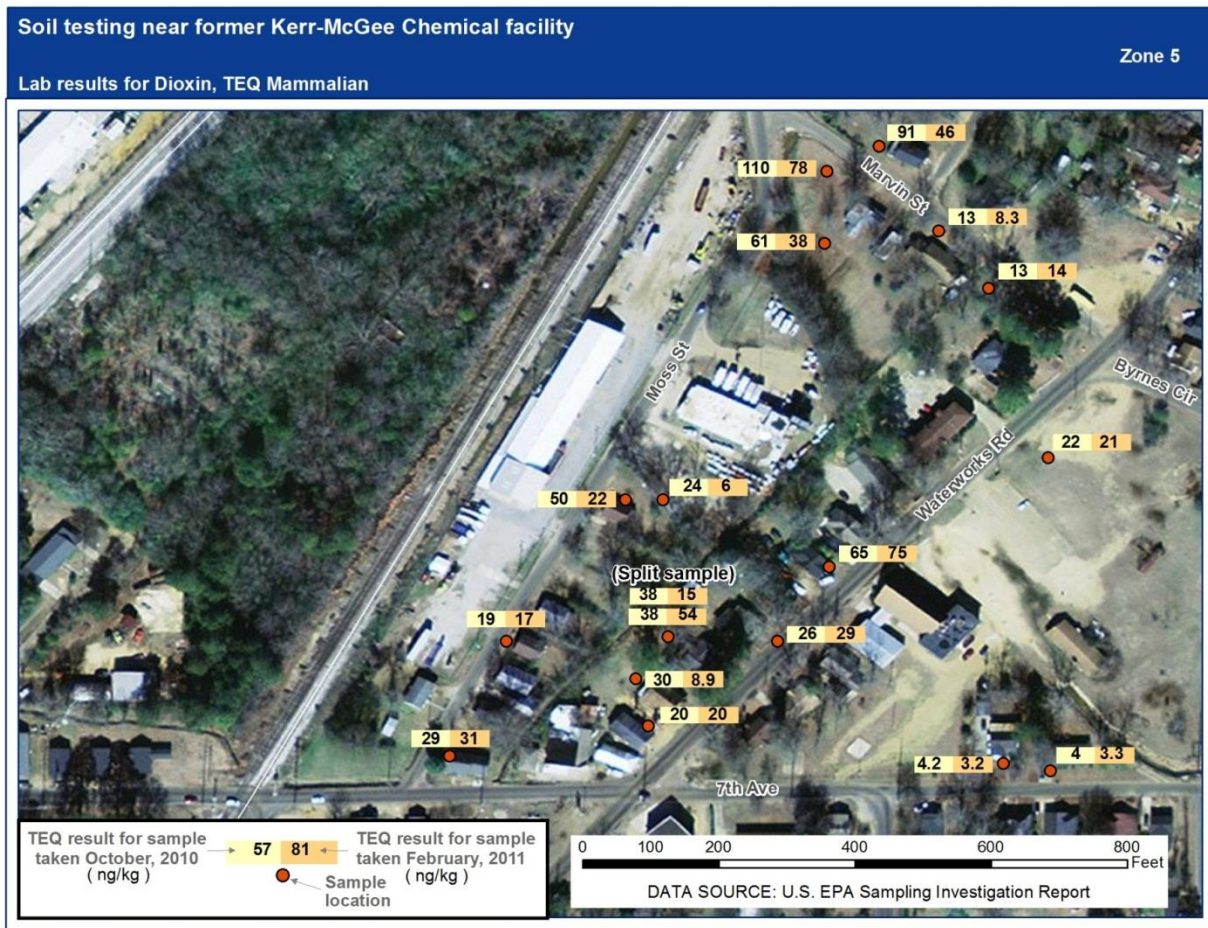 Soil testing near former Kerr-McGee Chemical facility
Zone 5
Lab results for Dioxin, TEQ Mammalian
91 46
110 78
Marvin St
13 8.3
61 38
13 14
Moss St
Byrnes Cir
Waterworks Rd
22 21
50 22
24 6
65 75
(Split sample)
38 15
38 54
19 17
26 29
30 8.9
20 20
29 31
4.2 3.2
4 3.3
7th Ave
TEQ result for sample
taken October, 2010
( ng/kg )
57 81
TEQ result for sample
taken February, 2011
( ng/kg )
Sample
location
0 100 200 400 600 800
Feet
DATA SOURCE: U.S. EPA Sampling Investigation Report